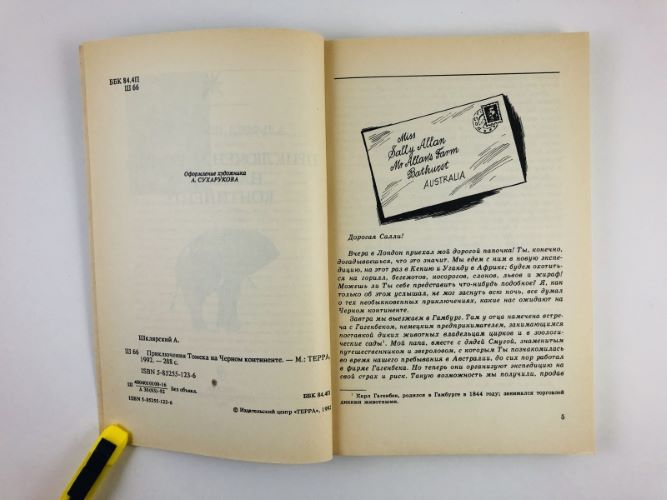 ББК 84.4П
Ш 66
Оформление художника
А. СУХАРУКОВА
Шклярский А.
Ш 66 Приключения Томека на Черном континенте. — М.: ТЕРРА,
1992. — 288 с.
ISBN 5-85255-123-6
Ш Без объявл.
ББК 84.4П
ISBN 5-85255-123-6
© Издательский центр «ТЕРРА», 1992
Miss
Sally Allan
Mr Allan's Farm
Bathurst
AUSTRALIA
Дорогая Салли!
Вчера в Лондон приехал мой дорогой папочка! Ты, конечно,
догадываешься, что это значит. Мы едем с ним в новую экспе-
дицию, на этот раз в Кению и Уганду в Африке; будем охотить-
ся на горилл, бегемотов, носорогов, слонов, львов и жираф!
Можешь ли Ты себе представить что-нибудь подобное! Я, как
только об этом услышал, не мог заснуть всю ночь, все думал
о тех необыкновенных приключениях, какие нас ожидают на
Черном континенте.
Завтра мы выезжаем в Гамбург. Там у отца намечена встре-
ча с Гагенбеком, немецким предпринимателем, занимающимся
поставкой диких животных владельцам цирков и в зоологи-
ческие сады¹. Мой папа, вместе с дядей Смугой, знаменитым
путешественником и звероловом, с которым Ты познакомилась
во время нашего пребывания в Австралии, до сих пор работал
в фирме Гагенбека. Но теперь они организуют экспедицию на
свой страх и риск. Такую возможность мы получили, продав
¹ Карл Гагенбек, родился в Гамбурге в 1844 году; занимался торговлей
дикими животными.
5